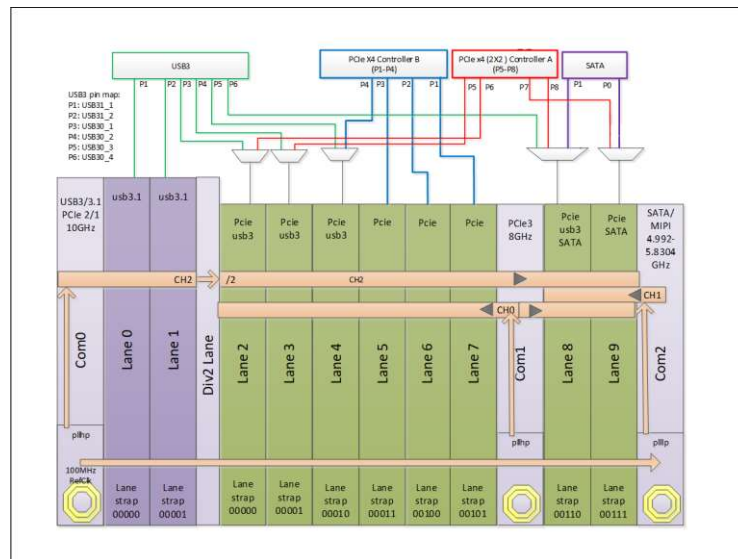 USB3
PCIe X4 Controller B
(P1-P4)
PCIe x4 (2X2 ) Controller A
(P5-P8)
SATA
P1
P2
P3
P4
P5
P6
P4
P3
P2
P1
P5
P6
P7
P8
P1
P0
USB3 pin map:
P1: USB31_1
P2: USB31_2
P3: USB30_1
P4: USB30_2
P5: USB30_3
P6: USB30_4
USB3/3.1
PCIe 2/1
10GHz
usb3.1
usb3.1
Pcie
usb3
Pcie
usb3
Pcie
usb3
Pcie
Pcie
Pcie
PCIe3
8GHz
Pcie
usb3
SATA
Pcie
SATA
SATA/
MIPI
4.992-
5.8304
GHz
CH2
/2
CH2
CH1
CH0
Com0
Lane 0
Lane 1
Div2 Lane
Lane 2
Lane 3
Lane 4
Lane 5
Lane 6
Lane 7
Com1
Lane 8
Lane 9
Com2
pllhp
pllhp
plllp
100MHz
RefClk
Lane
strap
00000
Lane
strap
00001
Lane
strap
00000
Lane
strap
00001
Lane
strap
00010
Lane
strap
00011
Lane
strap
00100
Lane
strap
00101
Lane
strap
00110
Lane
strap
00111